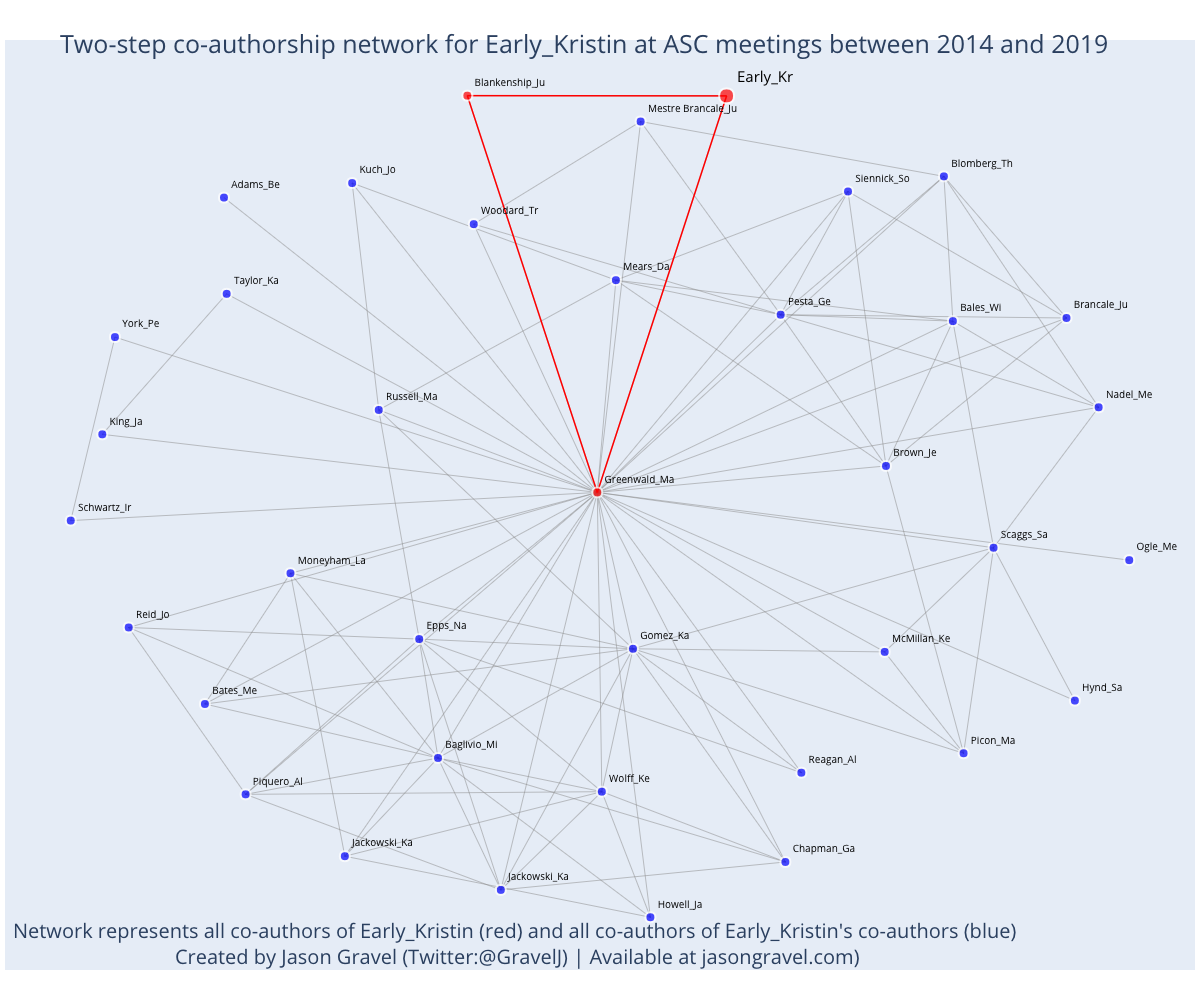 Two-step co-authorship network for Early_Kristin at ASC meetings between 2014 and 2019
Early_Kr
Blankenship_Ju
Mestre Brancale_Ju
Blomberg_Th
Kuch_Jo
Siennick_So
Adams_Be
Woodard_Tr
Mears_Da
Taylor_Ka
Pesta_Ge
Brancale_Ju
Bales_Wi
York_Pe
Nadel_Me
Russell_Ma
King_Ja
Brown_Je
Greenwald_Ma
Schwartz_Ir
Scaggs_Sa
Ogle_Me
Moneyham_La
Reid_Jo
Epps_Na
Gomez_Ka
McMillan_Ke
Hynd_Sa
Bates_Me
Picon_Ma
Baglivio_Mi
Reagan_Al
Wolff_Ke
Piquero_Al
Jackowski_Ka
Chapman_Ga
Jackowski_Ka
Howell_Ja
Network represents all co-authors of Early_Kristin (red) and all co-authors of Early_Kristin's co-authors (blue)
Created by Jason Gravel (Twitter:@GravelJ) | Available at jasongravel.com)